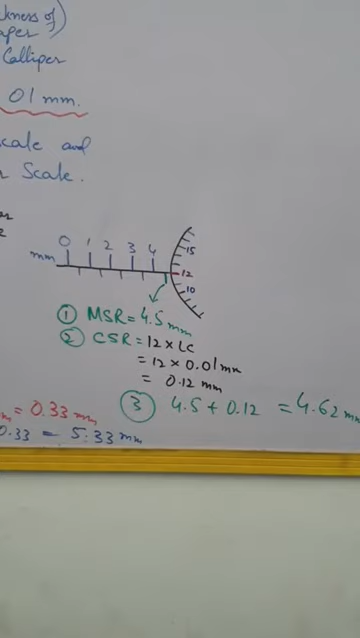 kness of)
aper
Calliper
01 mm.
cale and
r Scale.
0 1 2 3 4 15
mm 12
10
① MSR = 4.5 mm
② CSR = 12 x LC
= 12 x 0.01 mm
= 0.12 mm
= 0.33 mm
③ 4.5 + 0.12 = 4.62 mm
0.33 = 5.33 mm